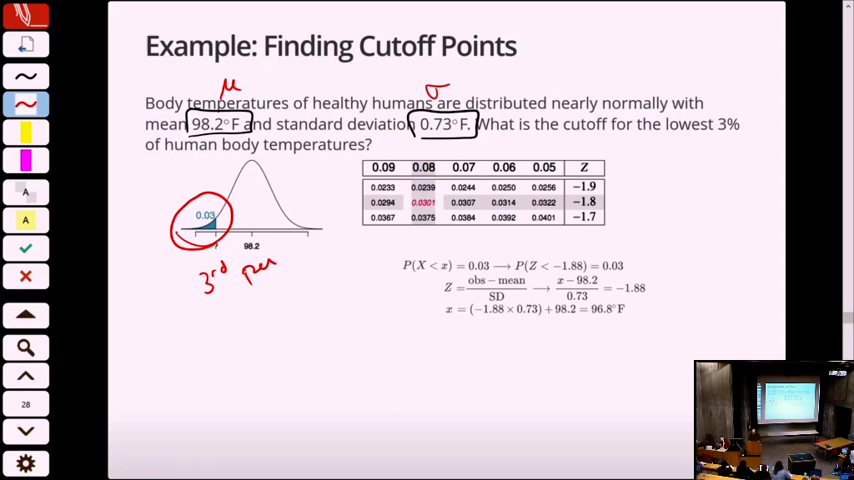 Example: Finding Cutoff Points
μ σ
Body temperatures of healthy humans are distributed nearly normally with
mean 98.2°F and standard deviation 0.73°F. What is the cutoff for the lowest 3%
of human body temperatures?
0.09 0.08 0.07 0.06 0.05 Z
0.0233 0.0239 0.0244 0.0250 0.0256 −1.9
0.0294 0.0301 0.0307 0.0314 0.0322 −1.8
0.0367 0.0375 0.0384 0.0392 0.0401 −1.7
0.03
? 98.2
3rd per
P(X < x) = 0.03 ⟶ P(Z < −1.88) = 0.03
Z = obs − mean / SD ⟶ x − 98.2 / 0.73 = −1.88
x = (−1.88 × 0.73) + 98.2 = 96.8°F
A
A
28